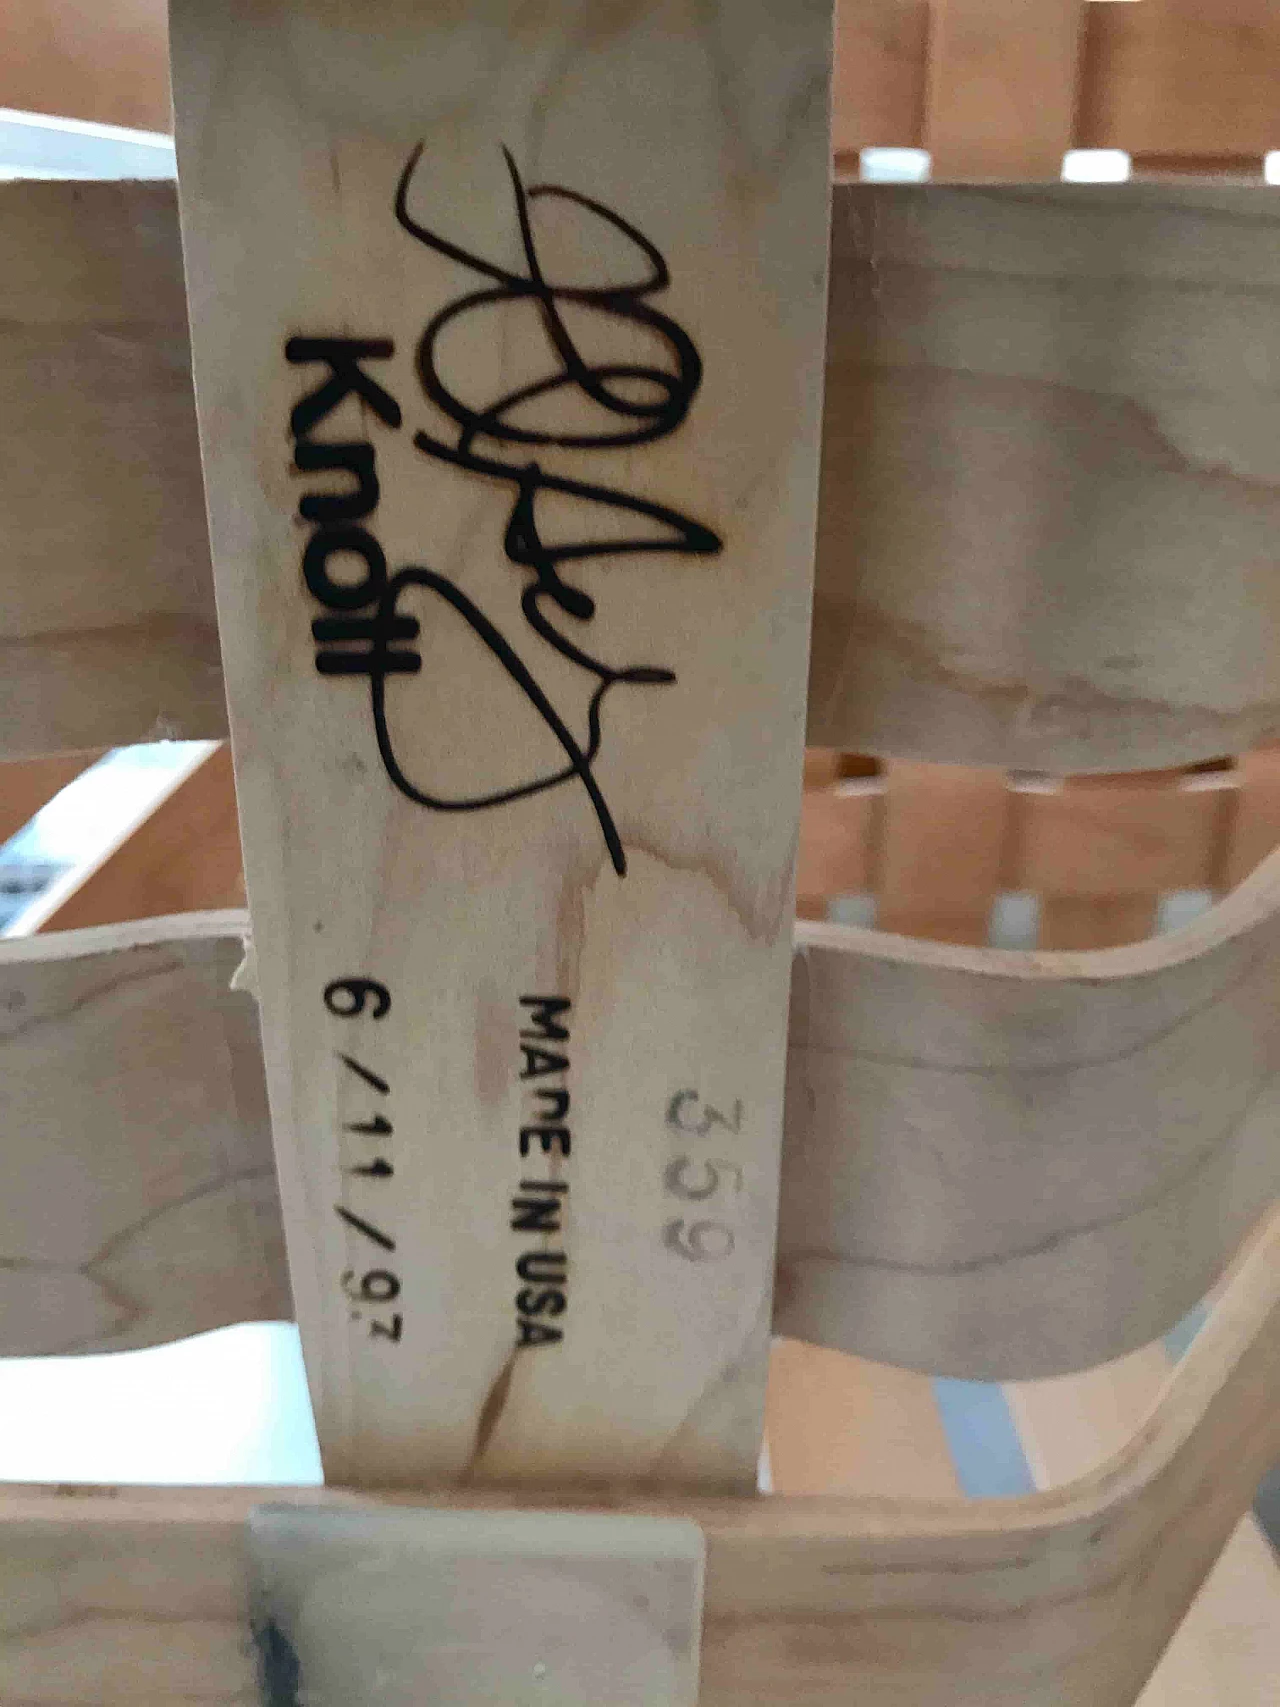 Knoll
359
MADE IN USA
6/11/97